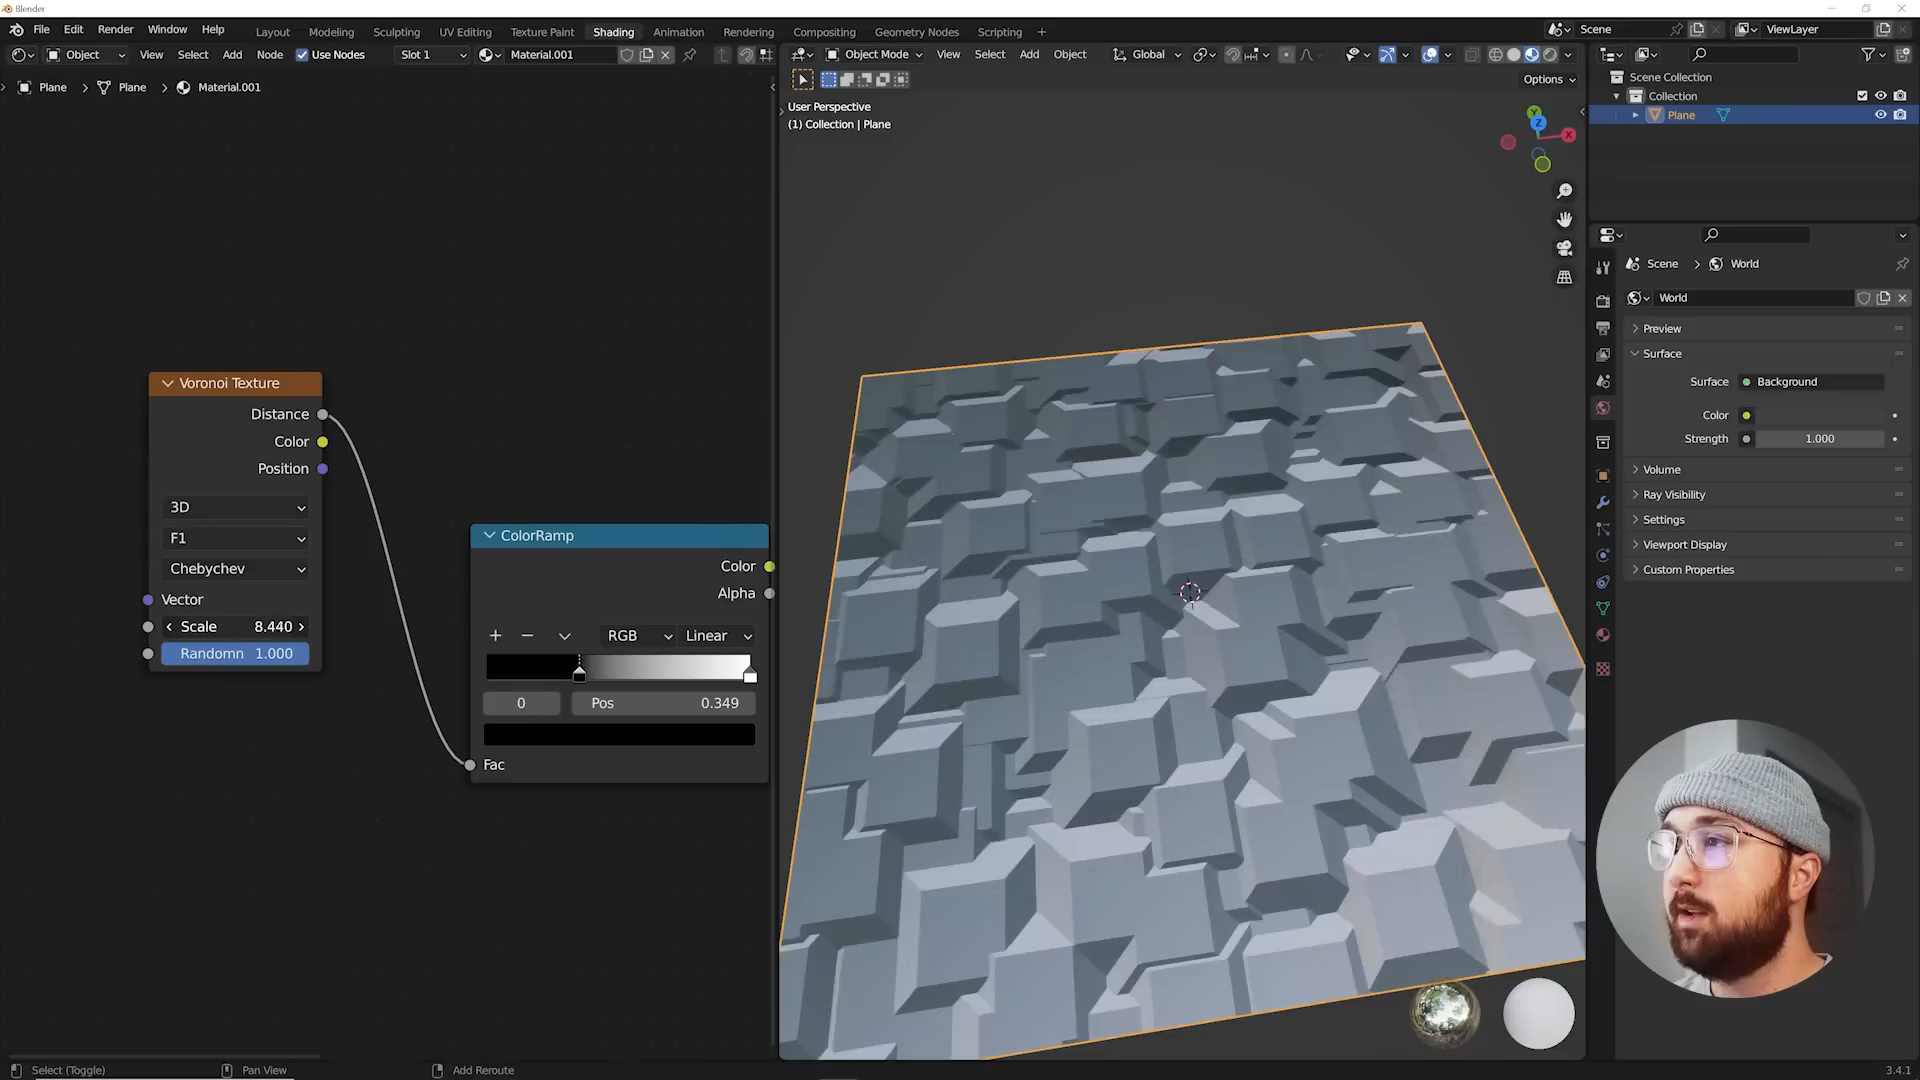 Blender
File Edit Render Window Help Layout Modeling Sculpting UV Editing Texture Paint Shading Animation Rendering Compositing Geometry Nodes Scripting + Scene ViewLayer
Object View Select Add Node Use Nodes Slot 1 Material.001 Object Mode View Select Add Object Global
Options
Plane > Plane > Material.001
User Perspective
(1) Collection | Plane
Y
Z
X
Scene Collection
Collection
Plane
Scene > World
World
Preview
Surface
Surface Background
Color
Strength 1.000
Volume
Ray Visibility
Settings
Viewport Display
Custom Properties
Voronoi Texture
Distance
Color
Position
3D
F1
Chebychev
Vector
Scale 8.440
Randomn 1.000
ColorRamp
Color
Alpha
+ − RGB Linear
0 Pos 0.349
Fac
Select (Toggle) Pan View Add Reroute 3.4.1